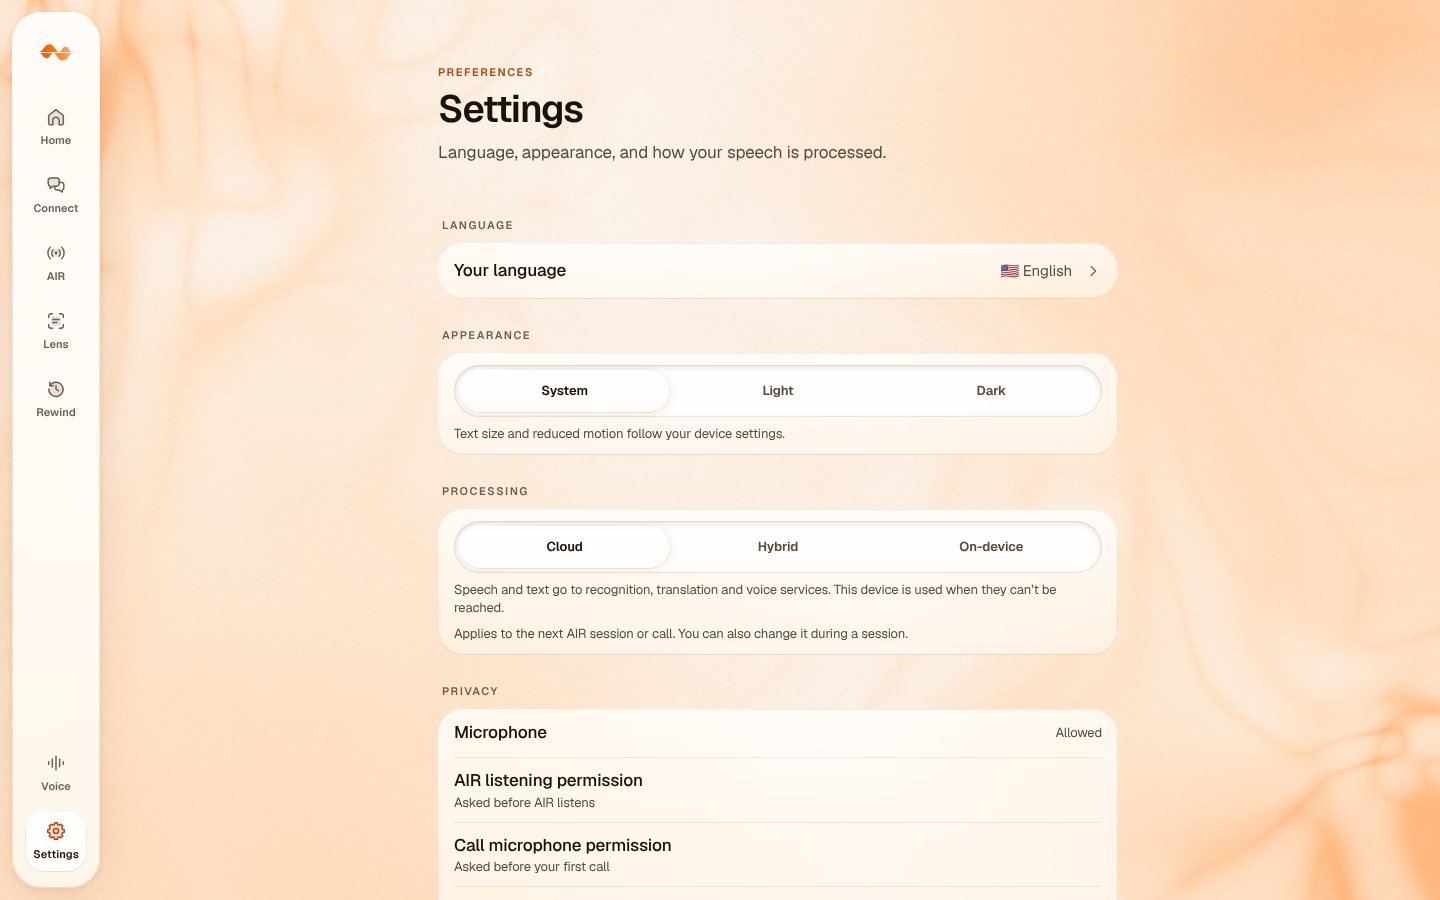 Home
Connect
AIR
Lens
Rewind
Voice
Settings
PREFERENCES
Settings
Language, appearance, and how your speech is processed.
LANGUAGE
Your language
🇺🇸 English
APPEARANCE
System
Light
Dark
Text size and reduced motion follow your device settings.
PROCESSING
Cloud
Hybrid
On-device
Speech and text go to recognition, translation and voice services. This device is used when they can't be
reached.
Applies to the next AIR session or call. You can also change it during a session.
PRIVACY
Microphone
Allowed
AIR listening permission
Asked before AIR listens
Call microphone permission
Asked before your first call